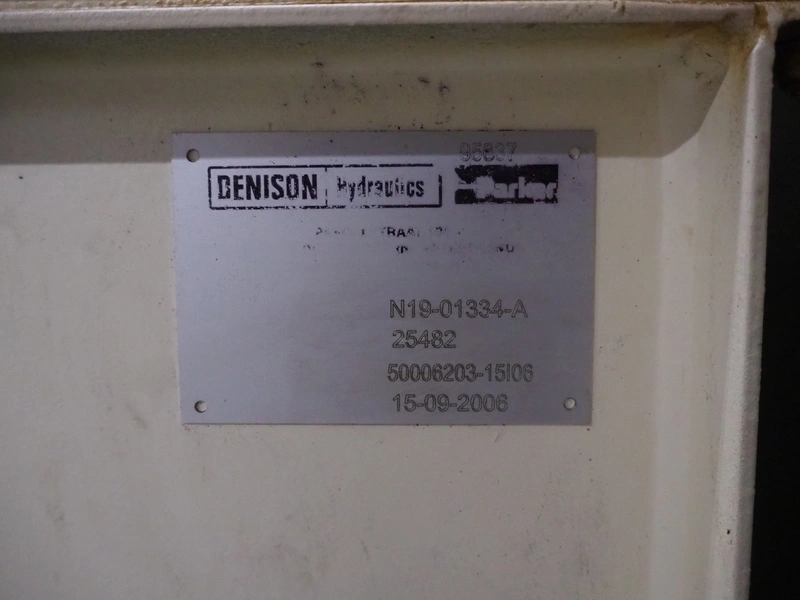 95837
DENISON Hydraulics Parker
N19-01334-A
25482
50006203-15I06
15-09-2006